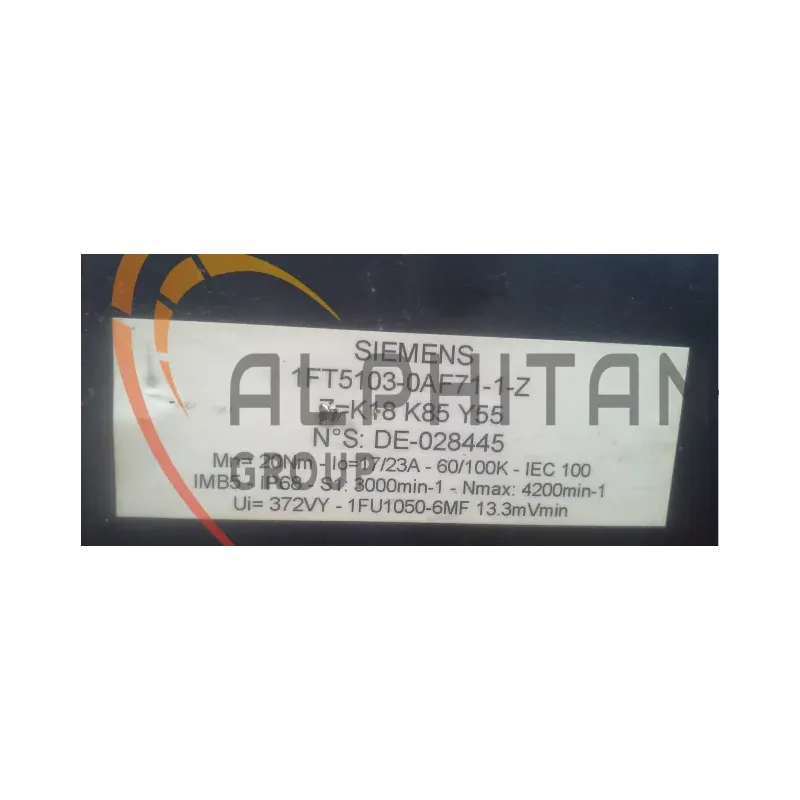 SIEMENS
1FT5103-0AF71-1-Z
Z=K18 K85 Y55
N°S: DE-028445
Mn= 20Nm - Io=17/23A - 60/100K - IEC 100
IMB5 - IP68 - S1: 3000min-1 - Nmax: 4200min-1
Ui= 372VY - 1FU1050-6MF 13.3mVmin
ALPHITAN
GROUP